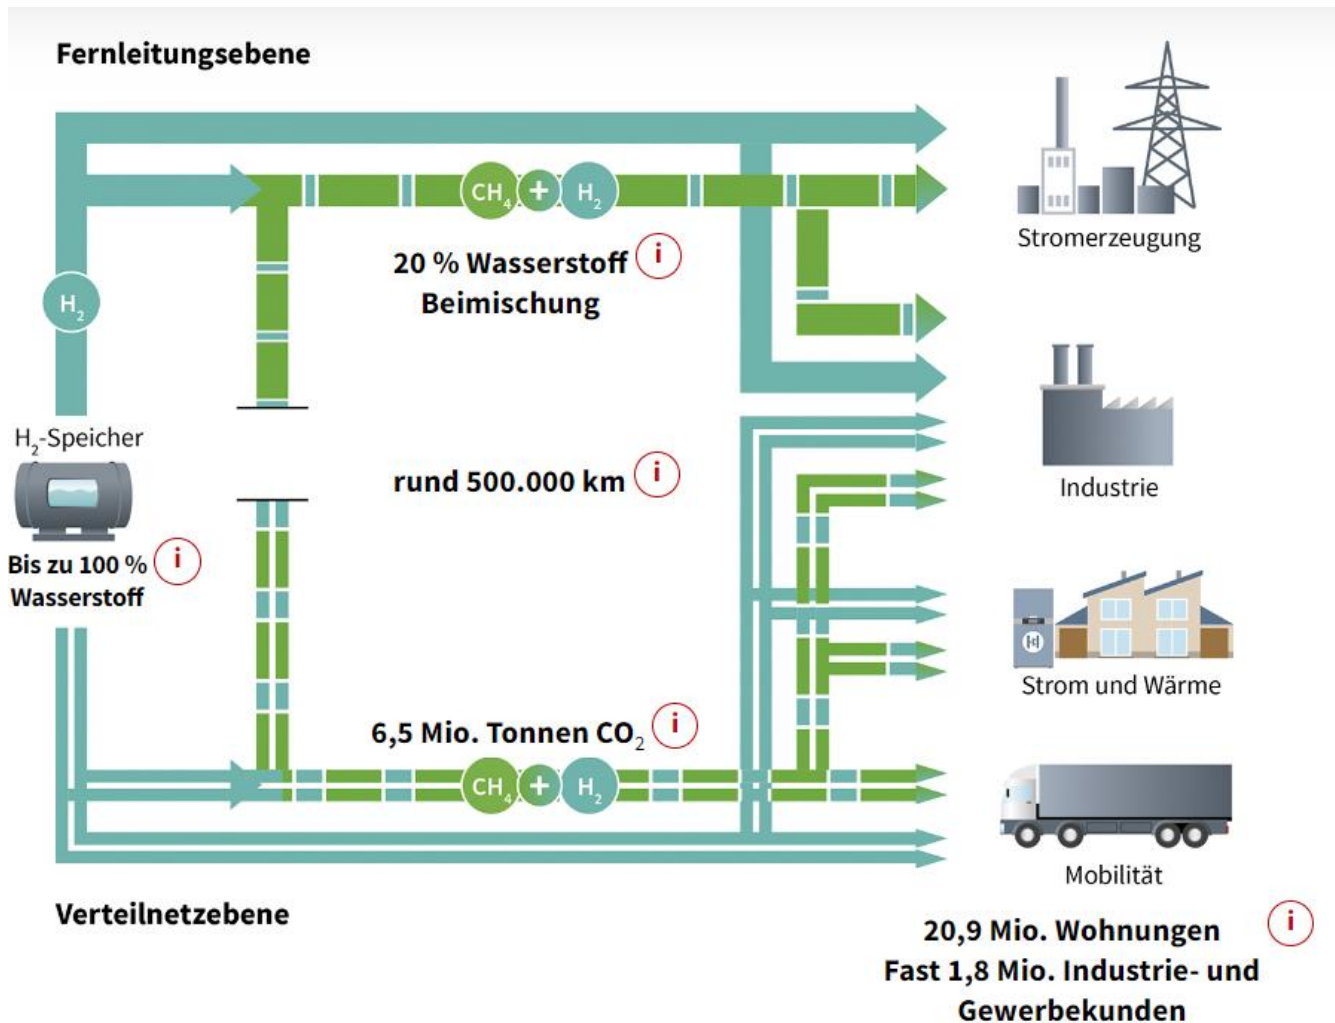 Fernleitungsebene
CH₄ + H₂
20 % Wasserstoff i
Beimischung
Stromerzeugung
H₂
H₂-Speicher
Bis zu 100 % i
Wasserstoff
rund 500.000 km i
Industrie
Strom und Wärme
6,5 Mio. Tonnen CO₂ i
CH₄ + H₂
Mobilität
Verteilnetzebene
20,9 Mio. Wohnungen i
Fast 1,8 Mio. Industrie- und
Gewerbekunden